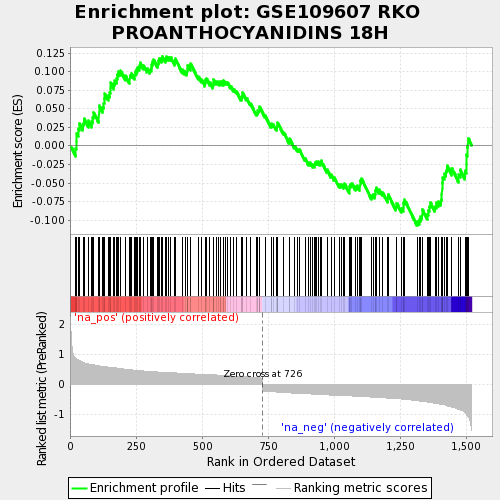 Enrichment plot: GSE109607 RKO
PROANTHOCYANIDINS 18H
Enrichment score (ES)
0.125
0.100
0.075
0.050
0.025
0.000
-0.025
-0.050
-0.075
-0.100
'na_pos' (positively correlated)
Ranked list metric (PreRanked)
2
1
0
-1
Zero cross at 726
'na_neg' (negatively correlated)
0
250
500
750
1,000
1,250
1,500
Rank in Ordered Dataset
Enrichment profile
Hits
Ranking metric scores